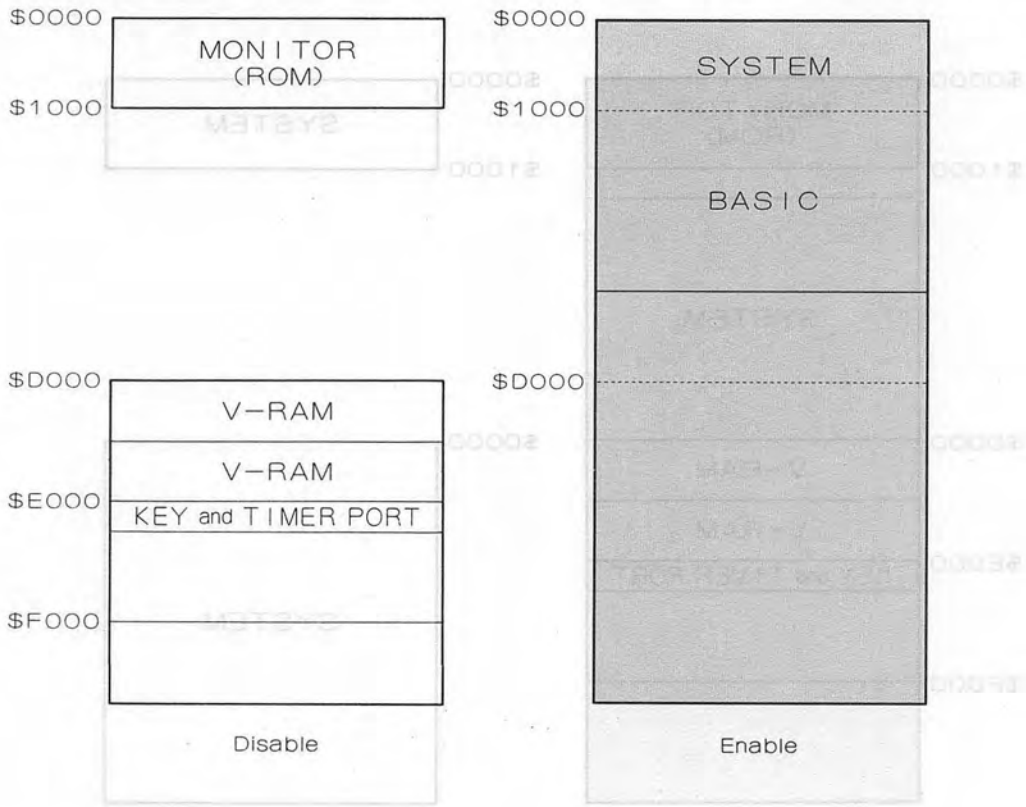 $0000
MONITOR
(ROM)
$1000
$D000
V-RAM
V-RAM
$E000
KEY and TIMER PORT
$F000
Disable
$0000
SYSTEM
$1000
BASIC
$D000
Enable